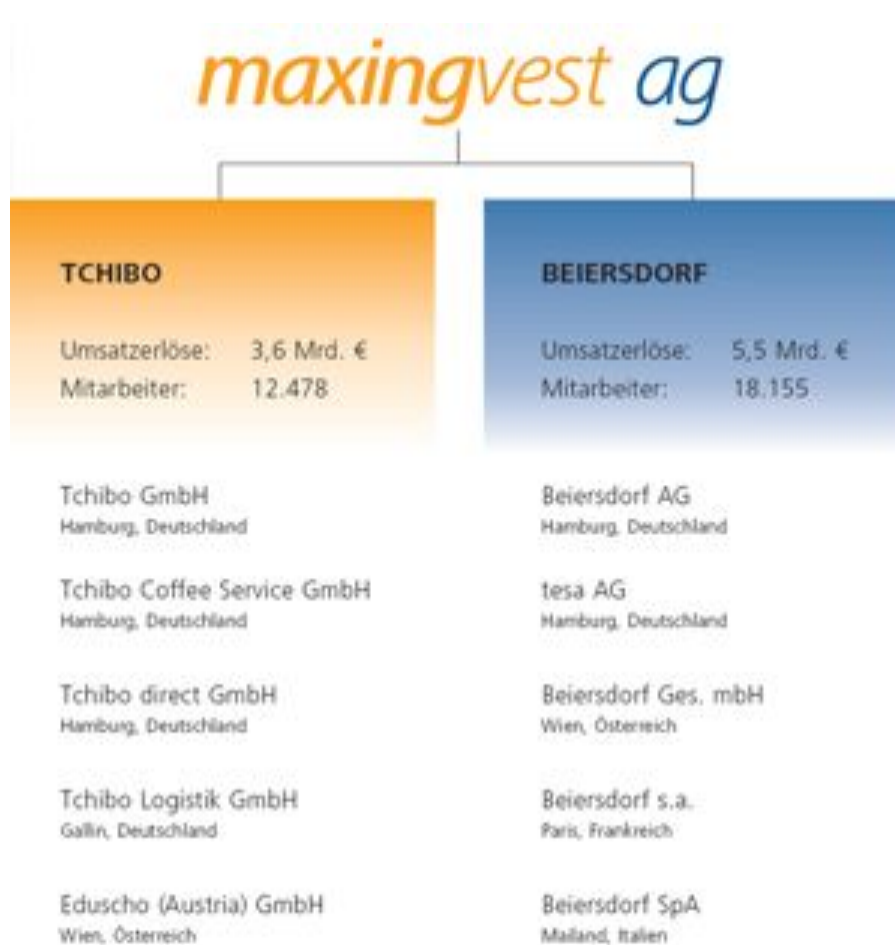 maxingvest ag
TCHIBO
Umsatzerlöse: 3,6 Mrd. €
Mitarbeiter: 12.478
Tchibo GmbH
Hamburg, Deutschland
Tchibo Coffee Service GmbH
Hamburg, Deutschland
Tchibo direct GmbH
Hamburg, Deutschland
Tchibo Logistik GmbH
Gallin, Deutschland
Eduscho (Austria) GmbH
Wien, Österreich
BEIERSDORF
Umsatzerlöse: 5,5 Mrd. €
Mitarbeiter: 18.155
Beiersdorf AG
Hamburg, Deutschland
tesa AG
Hamburg, Deutschland
Beiersdorf Ges. mbH
Wien, Österreich
Beiersdorf s.a.
Paris, Frankreich
Beiersdorf SpA
Mailand, Italien